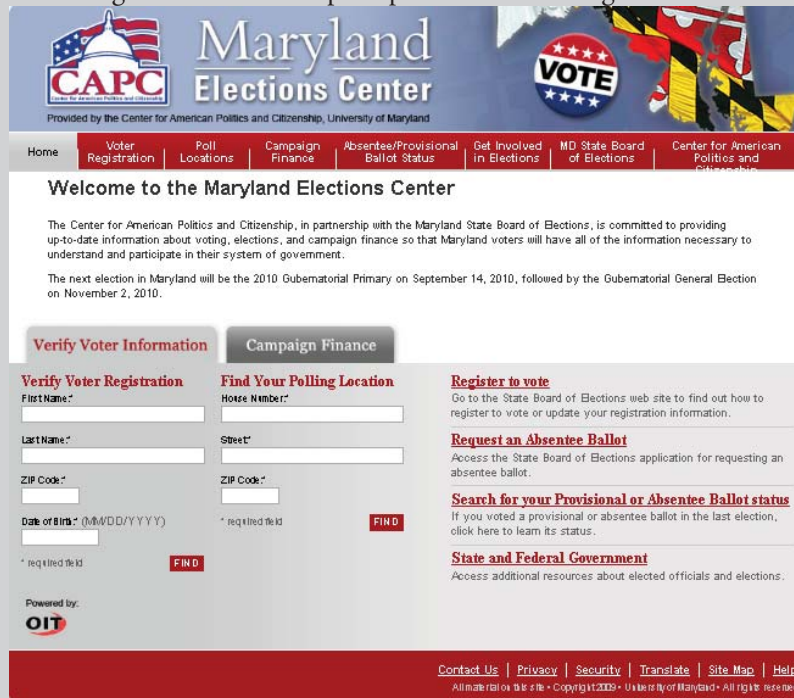 CAPC
Center for American Politics and Citizenship
Maryland
Elections Center
VOTE
Provided by the Center for American Politics and Citizenship, University of Maryland
Home
Voter Registration
Poll Locations
Campaign Finance
Absentee/Provisional Ballot Status
Get Involved in Elections
MD State Board of Elections
Center for American Politics and Citizenship
Welcome to the Maryland Elections Center
The Center for American Politics and Citizenship, in partnership with the Maryland State Board of Elections, is committed to providing
up-to-date information about voting, elections, and campaign finance so that Maryland voters will have all of the information necessary to
understand and participate in their system of government.
The next election in Maryland will be the 2010 Gubernatorial Primary on September 14, 2010, followed by the Gubernatorial General Election
on November 2, 2010.
Verify Voter Information
Campaign Finance
Verify Voter Registration
First Name:*
Last Name:*
ZIP Code:*
Date of Birth:* (MM/DD/YYYY)
* required field
FIND
Find Your Polling Location
House Number:*
Street:*
ZIP Code:*
* required field
FIND
Register to vote
Go to the State Board of Elections web site to find out how to
register to vote or update your registration information.
Request an Absentee Ballot
Access the State Board of Elections application for requesting an
absentee ballot.
Search for your Provisional or Absentee Ballot status
If you voted a provisional or absentee ballot in the last election,
click here to learn its status.
State and Federal Government
Access additional resources about elected officials and elections.
Powered by:
OIT
Contact Us | Privacy | Security | Translate | Site Map | Help
All material on this site • Copyright 2009 • University of Maryland • All rights